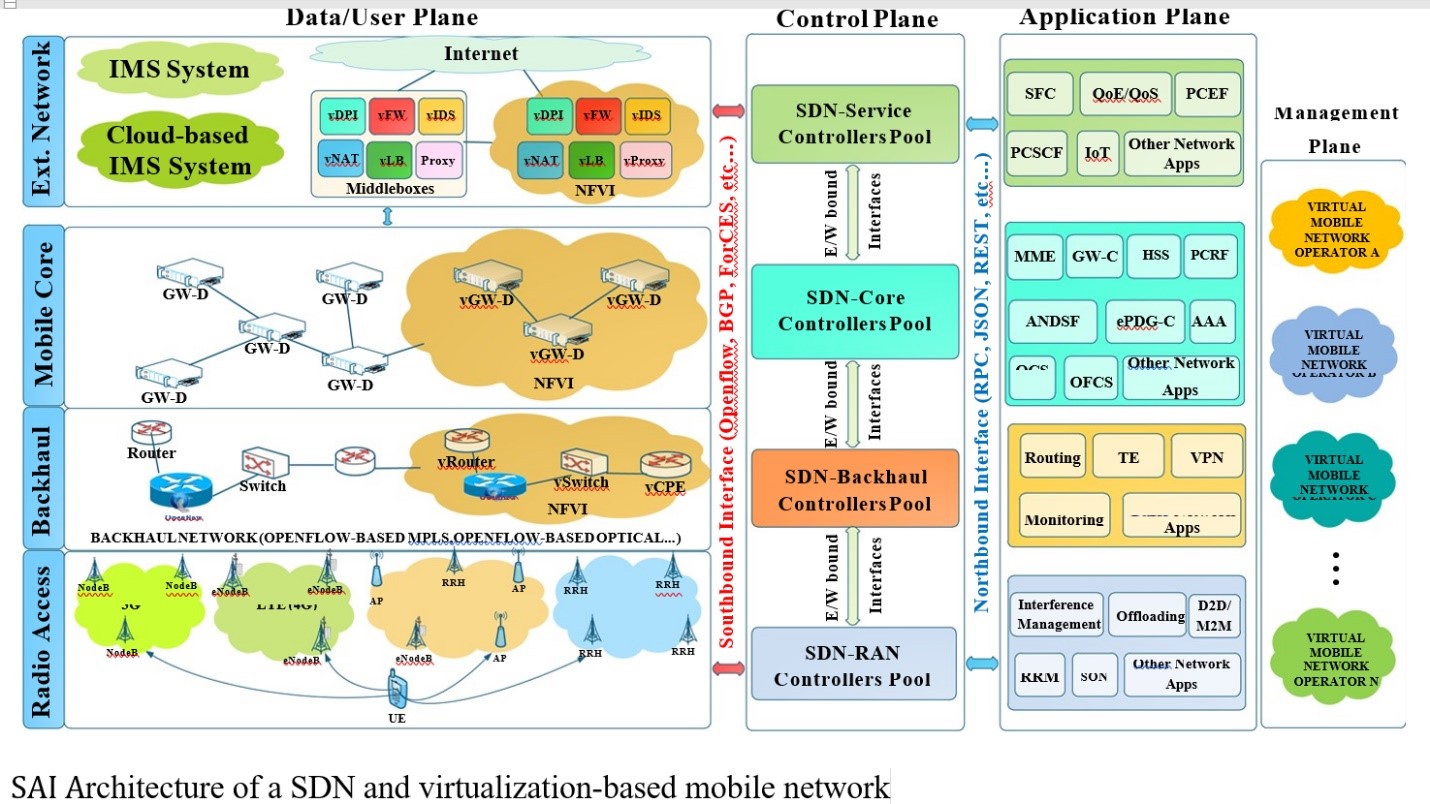 Data/User Plane
Control Plane
Application Plane
Management
Plane
Ext. Network
IMS System
Cloud-based
IMS System
Internet
vDPI
vFW
vIDS
vNAT
vLB
Proxy
Middleboxes
vDPI
vFW
vIDS
vNAT
vLB
vProxy
NFVI
Mobile Core
GW-D
GW-D
GW-D
GW-D
GW-D
vGW-D
vGW-D
vGW-D
NFVI
Backhaul
Router
Switch
vRouter
vSwitch
vCPE
NFVI
BACKHAUL NETWORK (OPENFLOW-BASED MPLS,OPENFLOW-BASED OPTICAL...)
Radio Access
NodeB
NodeB
NodeB
3G
eNodeB
eNodeB
eNodeB
LTE (4G)
AP
RRH
AP
eNodeB
AP
RRH
RRH
RRH
RRH
UE
Southbound Interface (Openflow, BGP, ForCES, etc...)
SDN-Service
Controllers Pool
E/W bound
Interfaces
SDN-Core
Controllers Pool
E/W bound
Interfaces
SDN-Backhaul
Controllers Pool
E/W bound
Interfaces
SDN-RAN
Controllers Pool
Northbound Interface (RPC, JSON, REST, etc...)
SFC
QoE/QoS
PCEF
PCSCF
IoT
Other Network
Apps
MME
GW-C
HSS
PCRF
ANDSF
ePDG-C
AAA
OCS
OFCS
Other Network
Apps
Routing
TE
VPN
Monitoring
Apps
Interference
Management
Offloading
D2D/
M2M
RRM
SON
Other Network
Apps
VIRTUAL
MOBILE
NETWORK
OPERATOR A
VIRTUAL
MOBILE
NETWORK
OPERATOR B
VIRTUAL
MOBILE
NETWORK
OPERATOR C
VIRTUAL
MOBILE
NETWORK
OPERATOR N
SAI Architecture of a SDN and virtualization-based mobile network